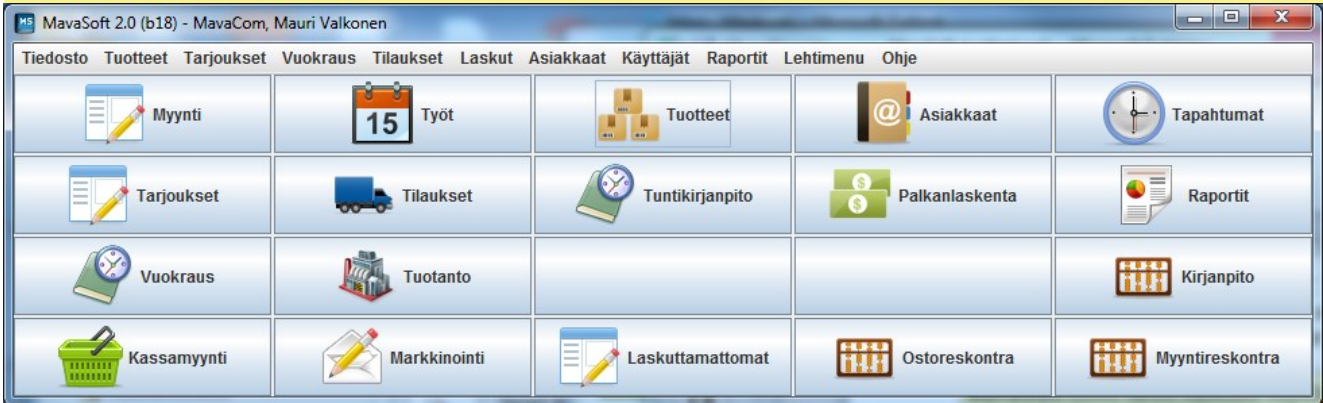 MS MavaSoft 2.0 (b18) - MavaCom, Mauri Valkonen
Tiedosto Tuotteet Tarjoukset Vuokraus Tilaukset Laskut Asiakkaat Käyttäjät Raportit Lehtimenu Ohje
Myynti 15 Työt Tuotteet @ Asiakkaat Tapahtumat
Tarjoukset Tilaukset Tuntikirjanpito $ $ Palkanlaskenta Raportit
Vuokraus Tuotanto Kirjanpito
Kassamyynti Markkinointi Laskuttamattomat Ostoreskontra Myyntireskontra